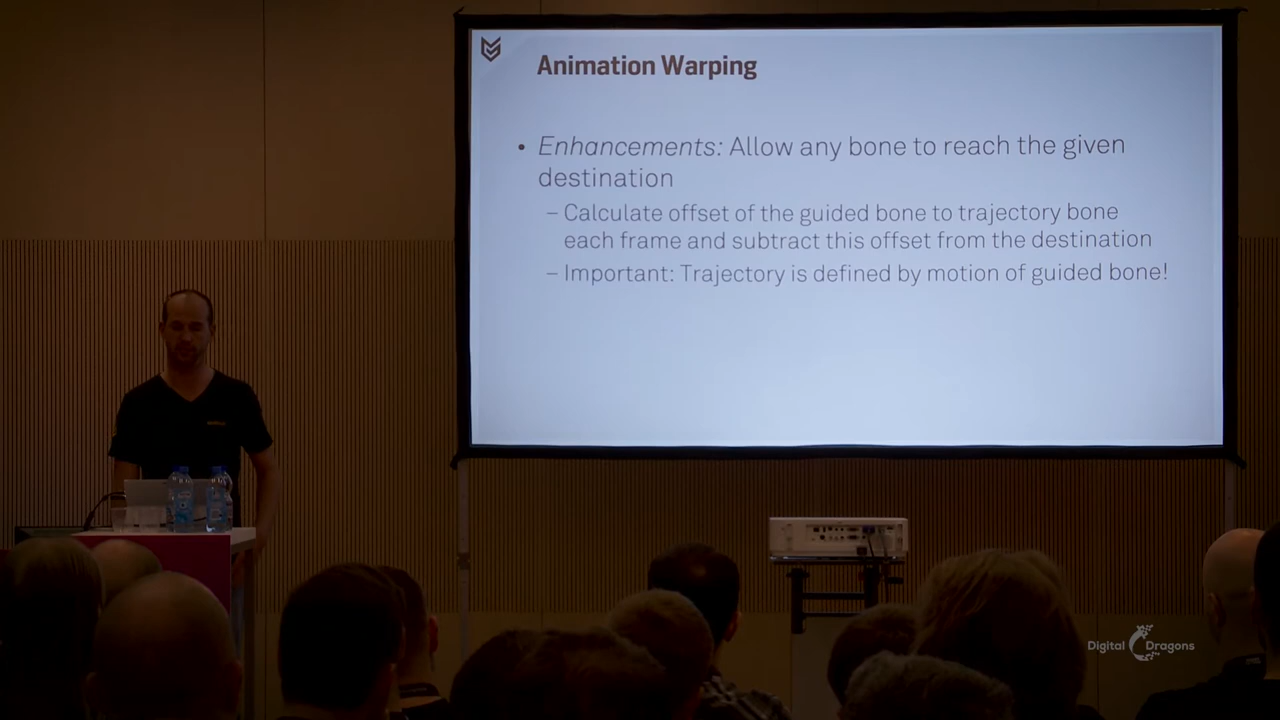 Animation Warping
• Enhancements: Allow any bone to reach the given
destination
– Calculate offset of the guided bone to trajectory bone
each frame and subtract this offset from the destination
– Important: Trajectory is defined by motion of guided bone!
Digital Dragons